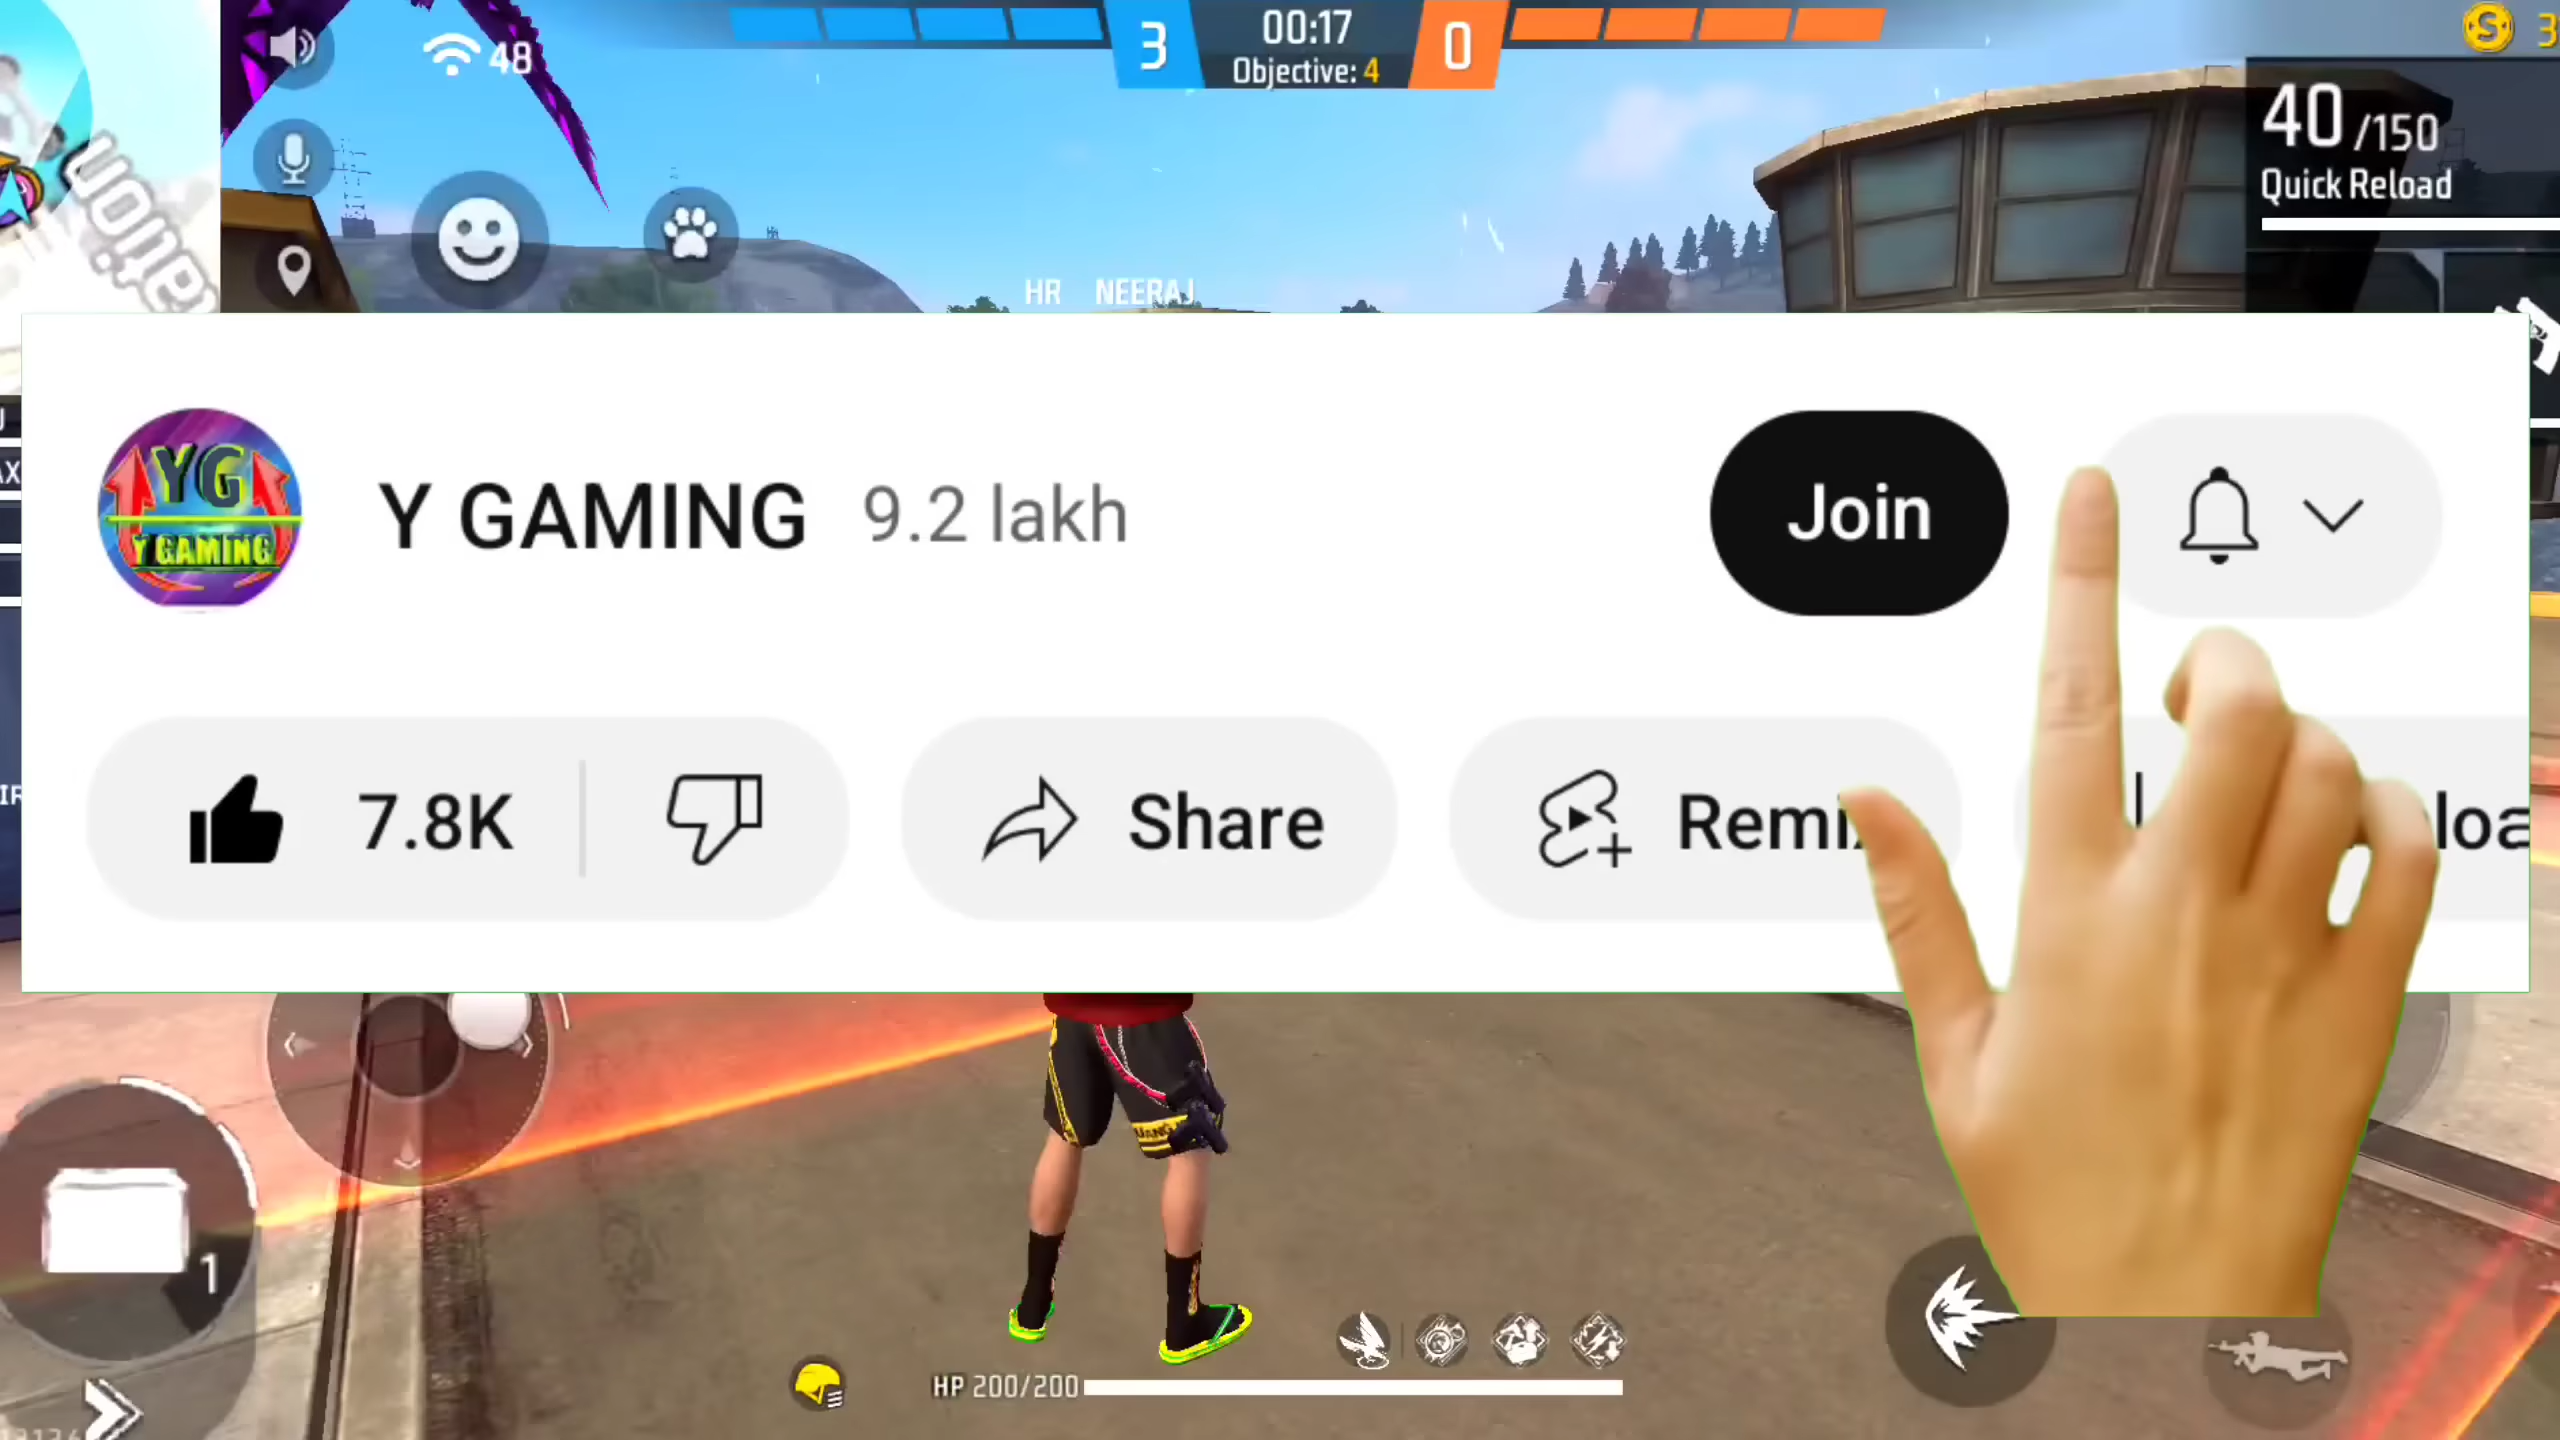 48
3
00:17
0
Objective: 4
40/150
Quick Reload
HR NEERAJ
YG
Y GAMING
Y GAMING 9.2 lakh
Join
7.8K
Share
Remi
loa
1
HP 200/200